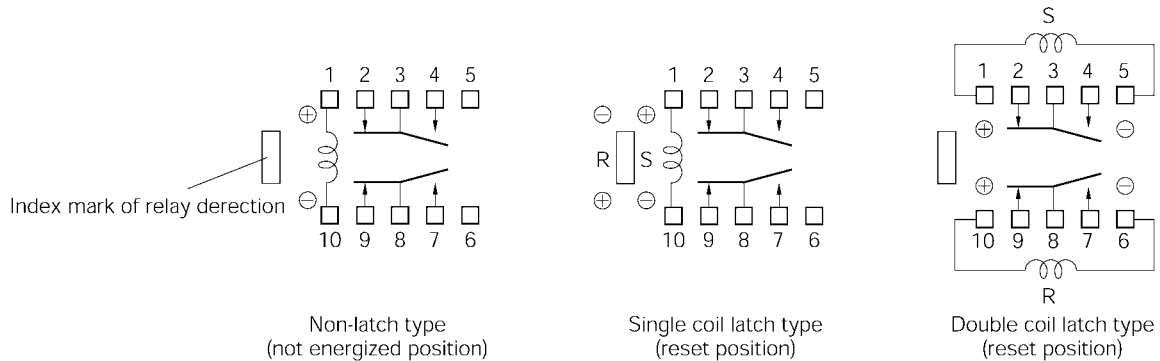 S
1 2 3 4 5
1 2 3 4 5
1 2 3 4 5
⊕
⊖ ⊕
⊕ ⊖
R S
Index mark of relay derection
⊖
⊕ ⊖
⊕ ⊖
10 9 8 7 6
10 9 8 7 6
10 9 8 7 6
R
Non-latch type
(not energized position)
Single coil latch type
(reset position)
Double coil latch type
(reset position)